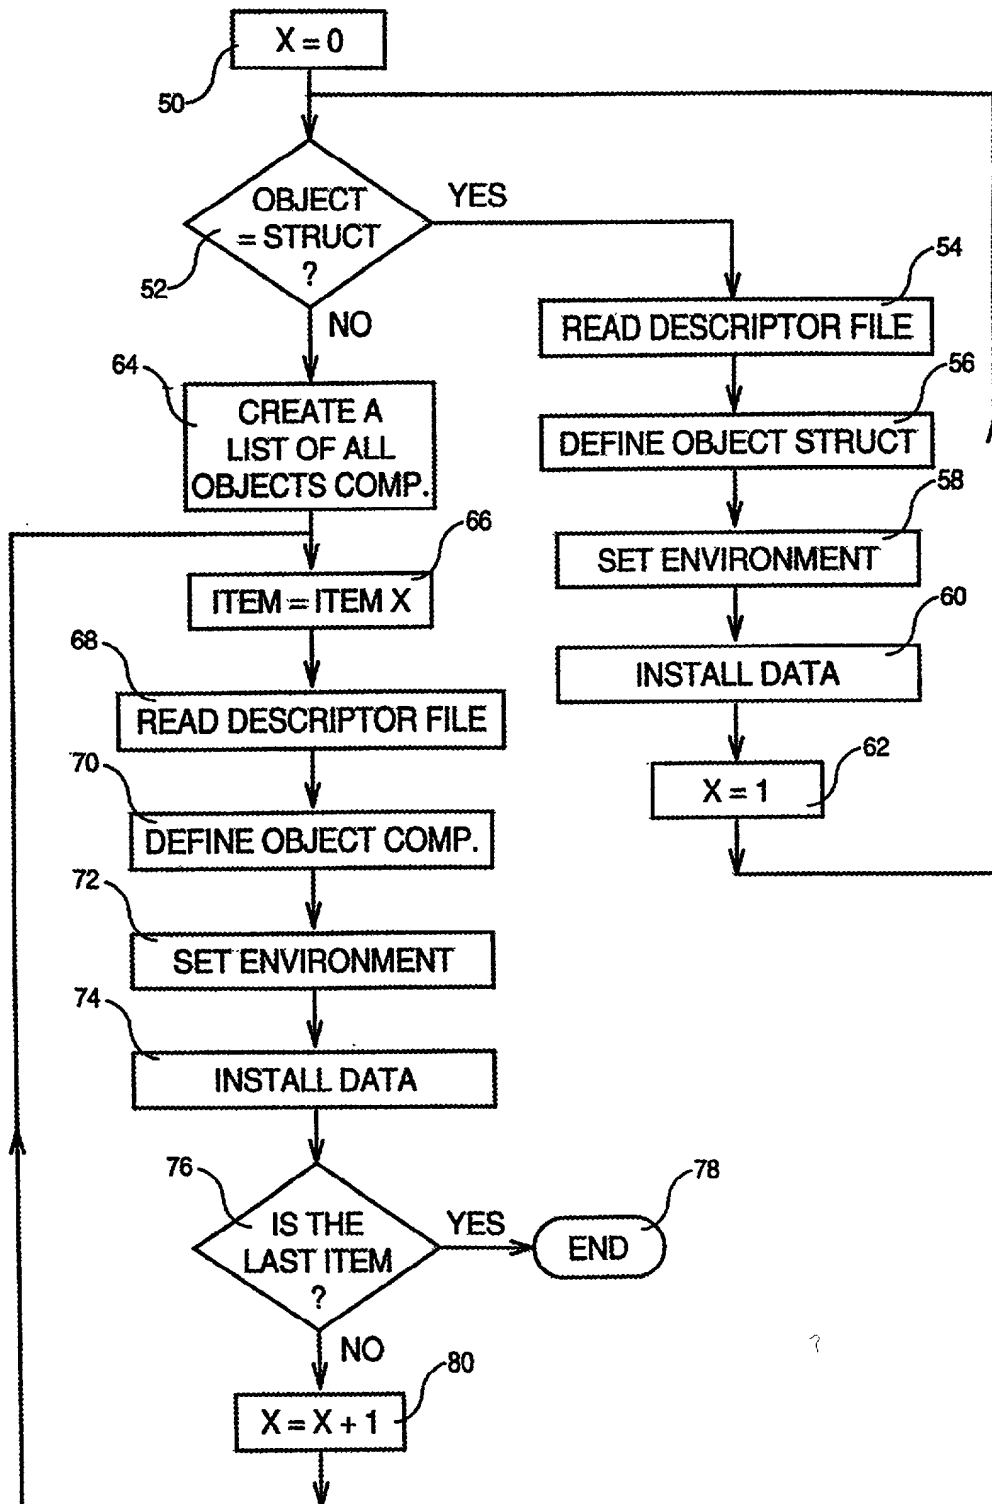 X = 0
50
OBJECT
= STRUCT
?
52
YES
NO
54
READ DESCRIPTOR FILE
56
DEFINE OBJECT STRUCT
58
SET ENVIRONMENT
60
INSTALL DATA
62
X = 1
64
CREATE A
LIST OF ALL
OBJECTS COMP.
66
ITEM = ITEM X
68
READ DESCRIPTOR FILE
70
DEFINE OBJECT COMP.
72
SET ENVIRONMENT
74
INSTALL DATA
76
IS THE
LAST ITEM
?
YES
78
END
NO
80
X = X + 1